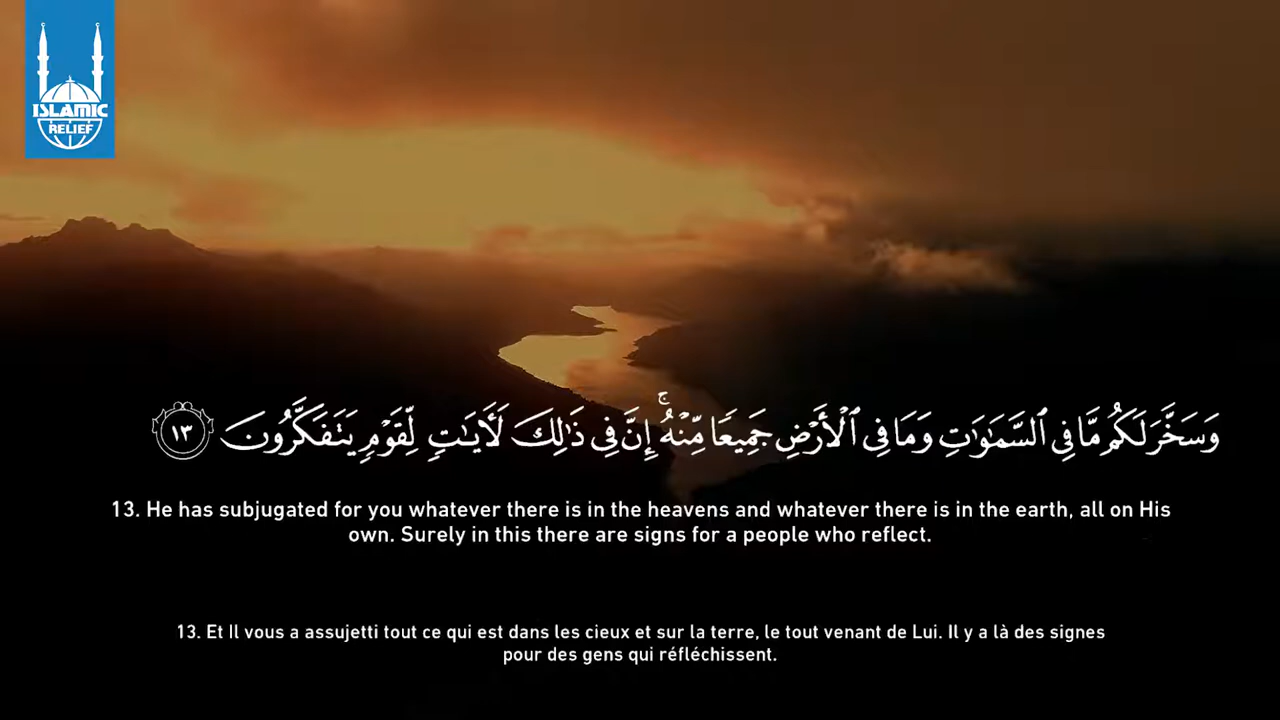 ISLAMIC
RELIEF
وَسَخَّرَ لَكُم مَّا فِي ٱلسَّمَـٰوَٰتِ وَمَا فِي ٱلْأَرْضِ جَمِيعًا مِّنْهُ ۚ إِنَّ فِي ذَٰلِكَ لَأَيَـٰتٍ لِّقَوْمٍ يَتَفَكَّرُونَ ١٣
13. He has subjugated for you whatever there is in the heavens and whatever there is in the earth, all on His
own. Surely in this there are signs for a people who reflect.
13. Et Il vous a assujetti tout ce qui est dans les cieux et sur la terre, le tout venant de Lui. Il y a là des signes
pour des gens qui réfléchissent.